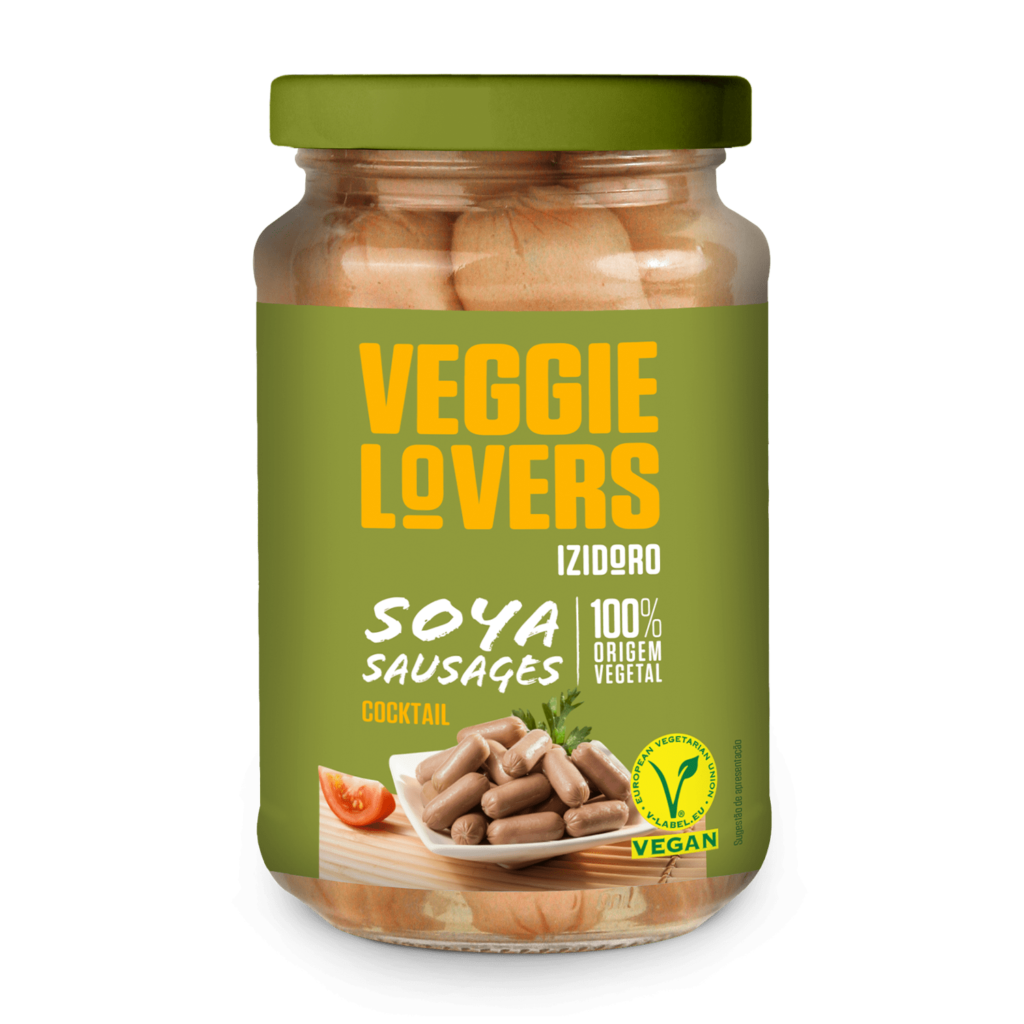 VEGGIE
LOVERS
IZIDORO
SOYA
SAUSAGES
100%
ORIGEM
VEGETAL
COCKTAIL
EUROPEAN VEGETARIAN UNION
V-LABEL.EU
®
VEGAN
Sugestão de apresentação